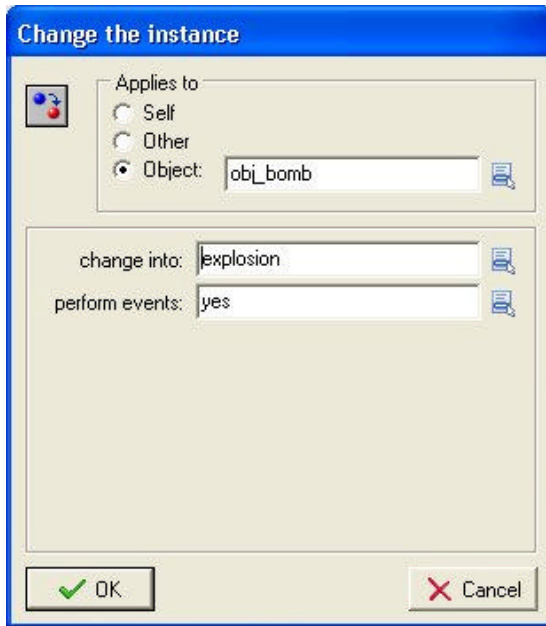 Change the instance
Applies to
Self
Other
Object: obj_bomb
change into: explosion
perform events: yes
OK
Cancel